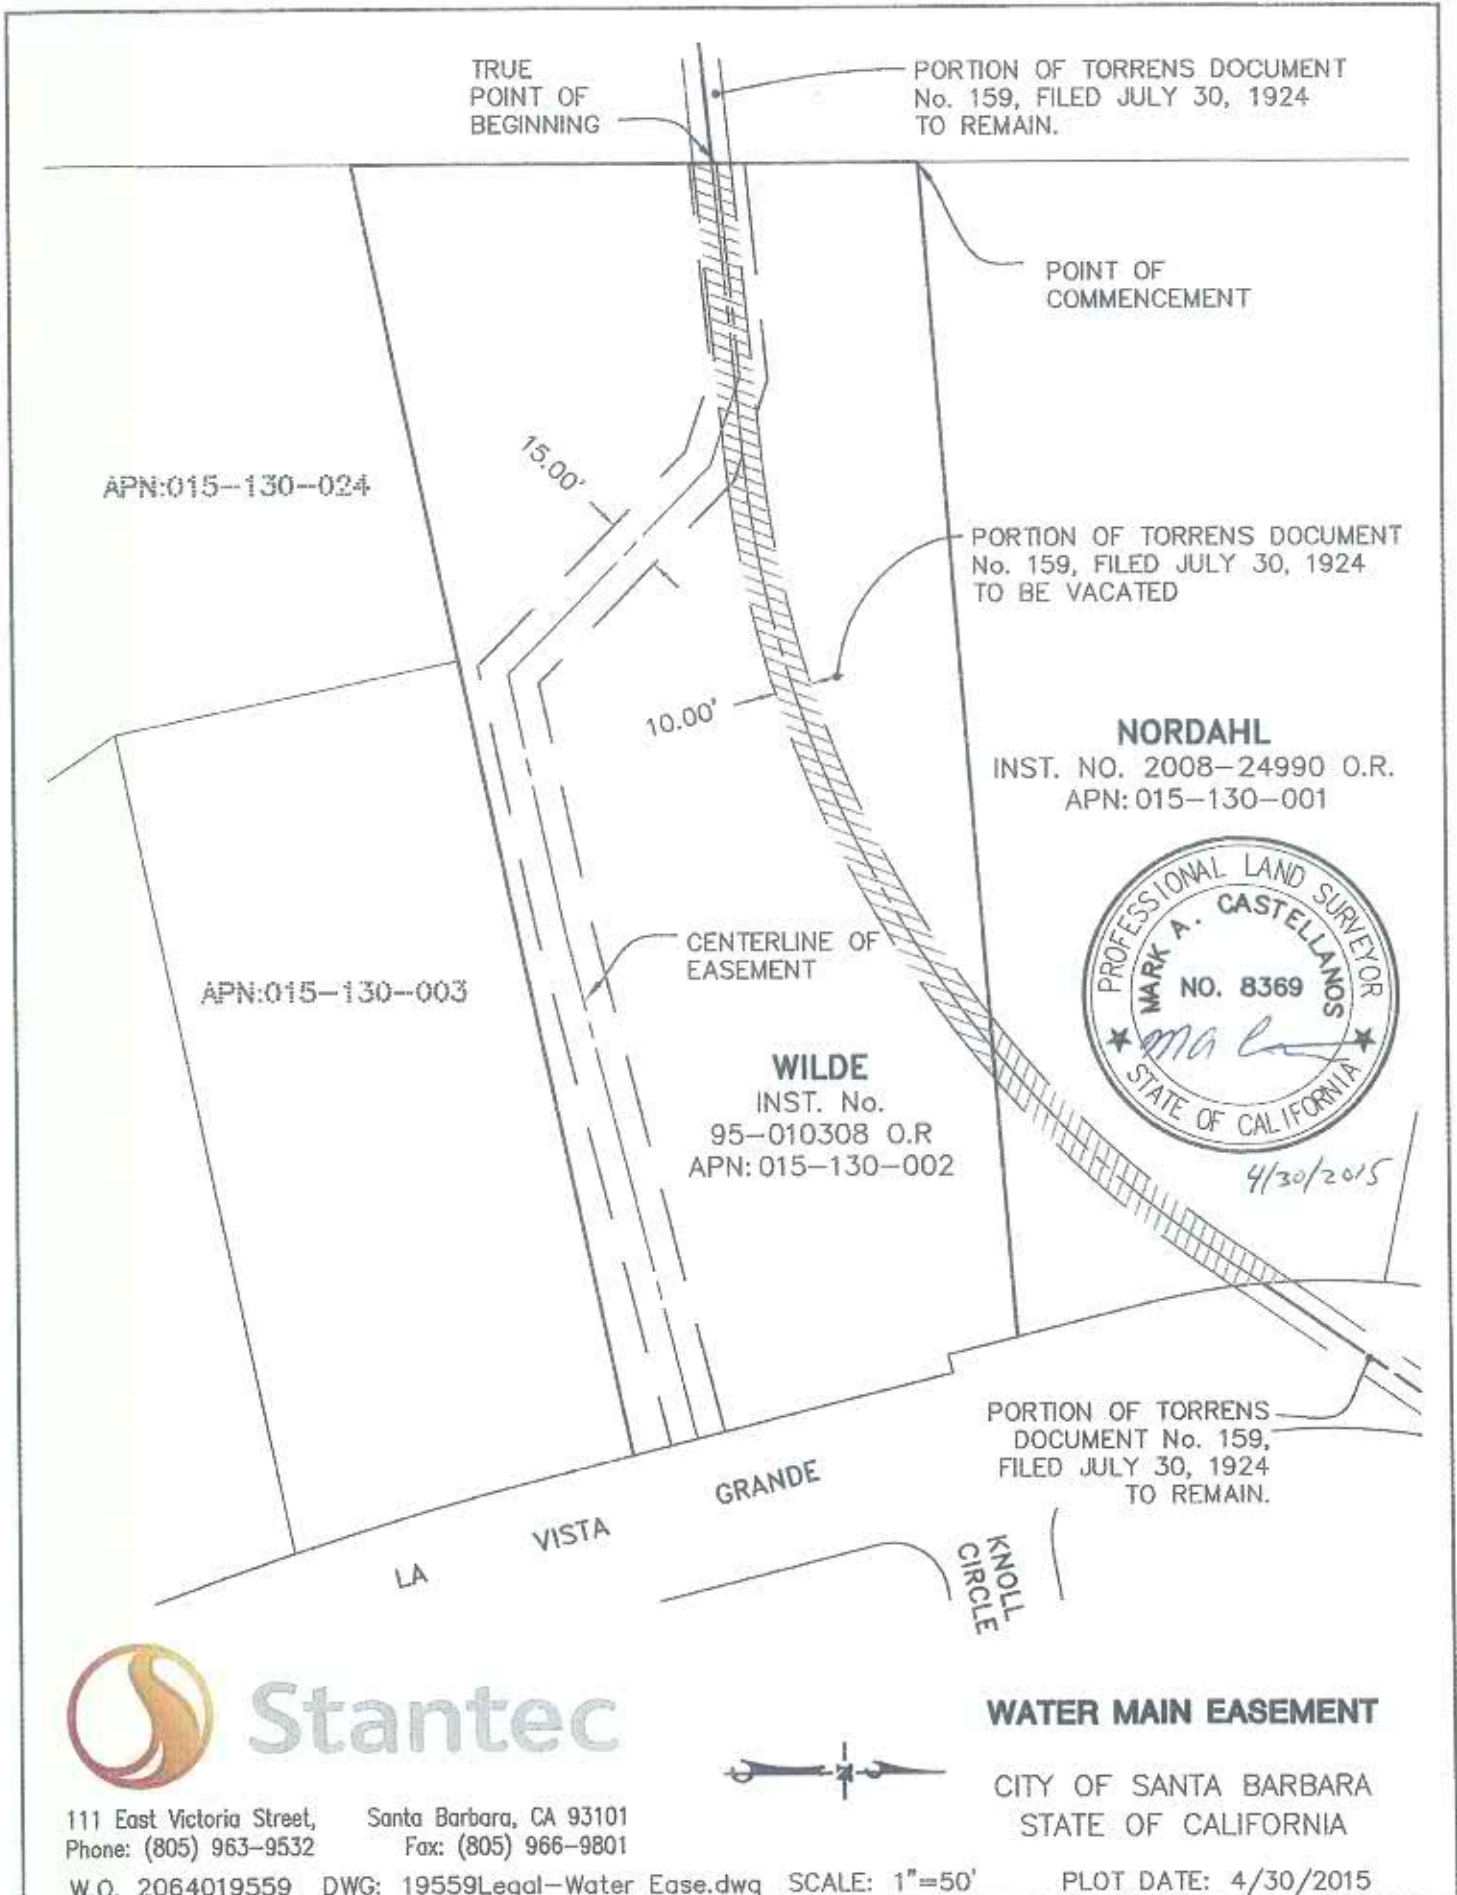 TRUE
POINT OF
BEGINNING
PORTION OF TORRENS DOCUMENT
No. 159, FILED JULY 30, 1924
TO REMAIN.
POINT OF
COMMENCEMENT
15.00'
APN:015-130-024
PORTION OF TORRENS DOCUMENT
No. 159, FILED JULY 30, 1924
TO BE VACATED
10.00'
NORDAHL
INST. NO. 2008-24990 O.R.
APN: 015-130-001
PROFESSIONAL LAND SURVEYOR
MARK A. CASTELLANOS
NO. 8369
STATE OF CALIFORNIA
4/30/2015
CENTERLINE OF
EASEMENT
APN:015-130-003
WILDE
INST. No.
95-010308 O.R
APN: 015-130-002
PORTION OF TORRENS
DOCUMENT No. 159,
FILED JULY 30, 1924
TO REMAIN.
LA VISTA GRANDE
KNOLL
CIRCLE
Stantec
WATER MAIN EASEMENT
CITY OF SANTA BARBARA
STATE OF CALIFORNIA
111 East Victoria Street, Santa Barbara, CA 93101
Phone: (805) 963-9532 Fax: (805) 966-9801
W.O. 2064019559 DWG: 19559Legal-Water Ease.dwg SCALE: 1"=50' PLOT DATE: 4/30/2015